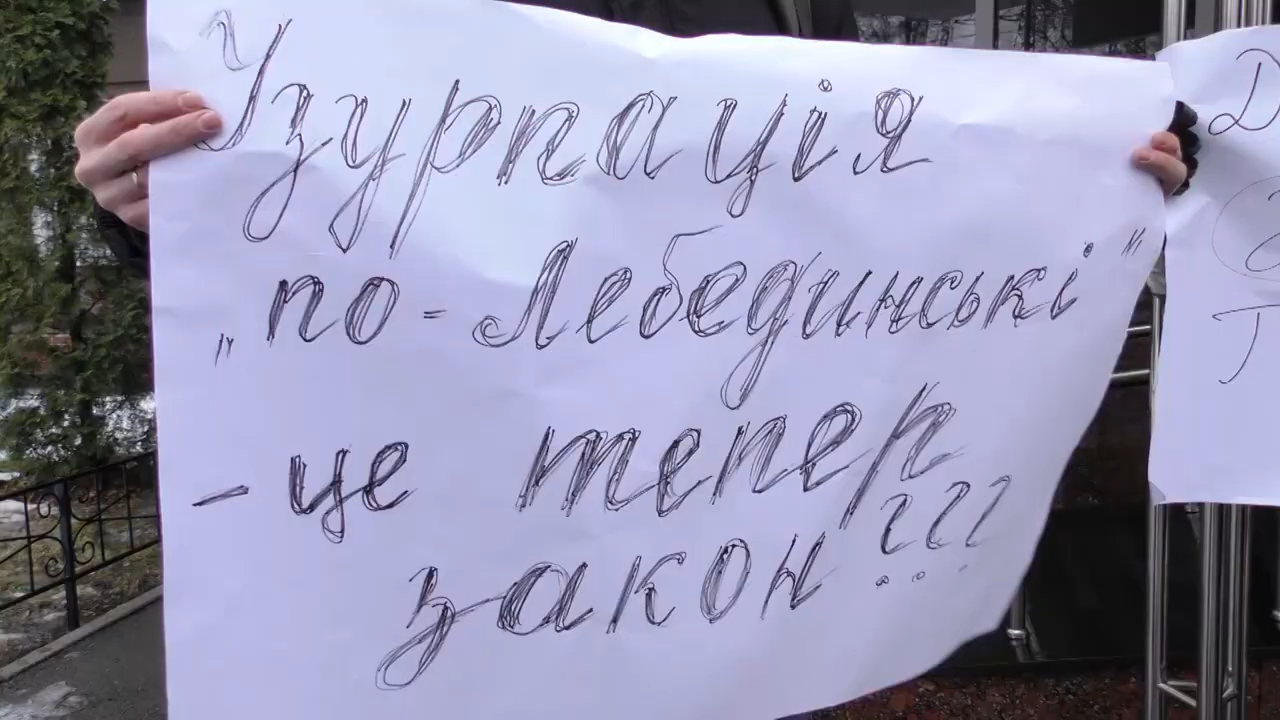 Узурпація
„по-Лебединські"
- це тепер
закон???